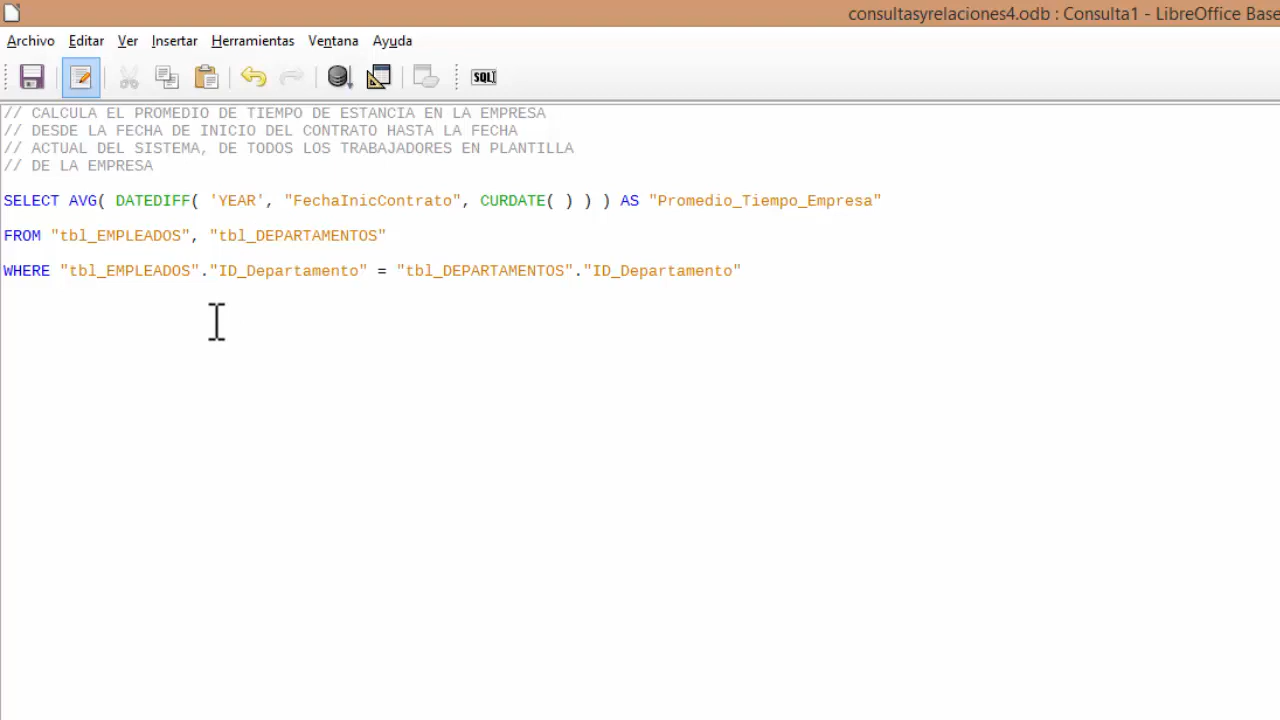 consultasyrelaciones4.odb : Consulta1 - LibreOffice Base
Archivo Editar Ver Insertar Herramientas Ventana Ayuda
SQL
// CALCULA EL PROMEDIO DE TIEMPO DE ESTANCIA EN LA EMPRESA
// DESDE LA FECHA DE INICIO DEL CONTRATO HASTA LA FECHA
// ACTUAL DEL SISTEMA, DE TODOS LOS TRABAJADORES EN PLANTILLA
// DE LA EMPRESA
SELECT AVG( DATEDIFF( 'YEAR', "FechaInicContrato", CURDATE( ) ) ) AS "Promedio_Tiempo_Empresa"
FROM "tbl_EMPLEADOS", "tbl_DEPARTAMENTOS"
WHERE "tbl_EMPLEADOS"."ID_Departamento" = "tbl_DEPARTAMENTOS"."ID_Departamento"